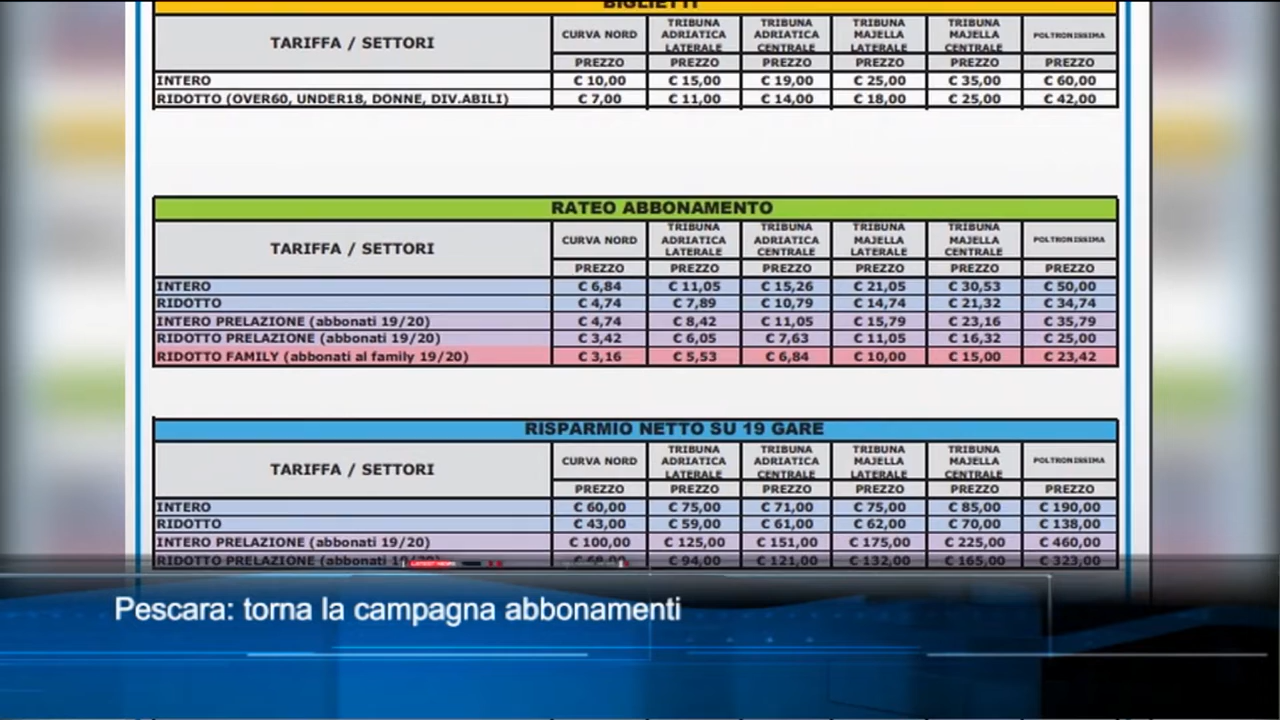 BIGLIETTI
TARIFFA / SETTORI CURVA NORD TRIBUNA ADRIATICA LATERALE TRIBUNA ADRIATICA CENTRALE TRIBUNA MAJELLA LATERALE TRIBUNA MAJELLA CENTRALE POLTRONISSIMA
PREZZO PREZZO PREZZO PREZZO PREZZO PREZZO
INTERO € 10,00 € 15,00 € 19,00 € 25,00 € 35,00 € 60,00
RIDOTTO (OVER60, UNDER18, DONNE, DIV.ABILI) € 7,00 € 11,00 € 14,00 € 18,00 € 25,00 € 42,00
RATEO ABBONAMENTO
TARIFFA / SETTORI CURVA NORD TRIBUNA ADRIATICA LATERALE TRIBUNA ADRIATICA CENTRALE TRIBUNA MAJELLA LATERALE TRIBUNA MAJELLA CENTRALE POLTRONISSIMA
PREZZO PREZZO PREZZO PREZZO PREZZO PREZZO
INTERO € 6,84 € 11,05 € 15,26 € 21,05 € 30,53 € 50,00
RIDOTTO € 4,74 € 7,89 € 10,79 € 14,74 € 21,32 € 34,74
INTERO PRELAZIONE (abbonati 19/20) € 4,74 € 8,42 € 11,05 € 15,79 € 23,16 € 35,79
RIDOTTO PRELAZIONE (abbonati 19/20) € 3,42 € 6,05 € 7,63 € 11,05 € 16,32 € 25,00
RIDOTTO FAMILY (abbonati al family 19/20) € 3,16 € 5,53 € 6,84 € 10,00 € 15,00 € 23,42
RISPARMIO NETTO SU 19 GARE
TARIFFA / SETTORI CURVA NORD TRIBUNA ADRIATICA LATERALE TRIBUNA ADRIATICA CENTRALE TRIBUNA MAJELLA LATERALE TRIBUNA MAJELLA CENTRALE POLTRONISSIMA
PREZZO PREZZO PREZZO PREZZO PREZZO PREZZO
INTERO € 60,00 € 75,00 € 71,00 € 75,00 € 85,00 € 190,00
RIDOTTO € 43,00 € 59,00 € 61,00 € 62,00 € 70,00 € 138,00
INTERO PRELAZIONE (abbonati 19/20) € 100,00 € 125,00 € 151,00 € 175,00 € 225,00 € 460,00
RIDOTTO PRELAZIONE (abbonati € 94,00 € 121,00 € 132,00 € 165,00 € 323,00
LATEST NEWS
Pescara: torna la campagna abbonamenti